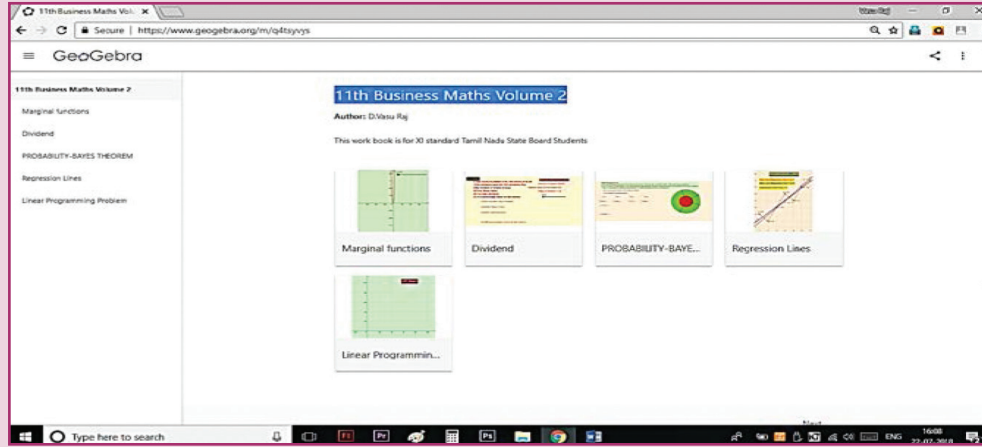 11th Business Maths Vol.
Secure | https://www.geogebra.org/m/q4tsyvys
GeoGebra
11th Business Maths Volume 2
Marginal functions
Dividend
PROBABILITY-BAYES THEOREM
Regression Lines
Linear Programming Problem
11th Business Maths Volume 2
Author: D.Vasu Raj
This work book is for XI standard Tamil Nadu State Board Students
Marginal functions
Dividend
PROBABILITY-BAYE...
Regression Lines
Linear Programmin...
Type here to search
ENG
16:08
22-07-2018